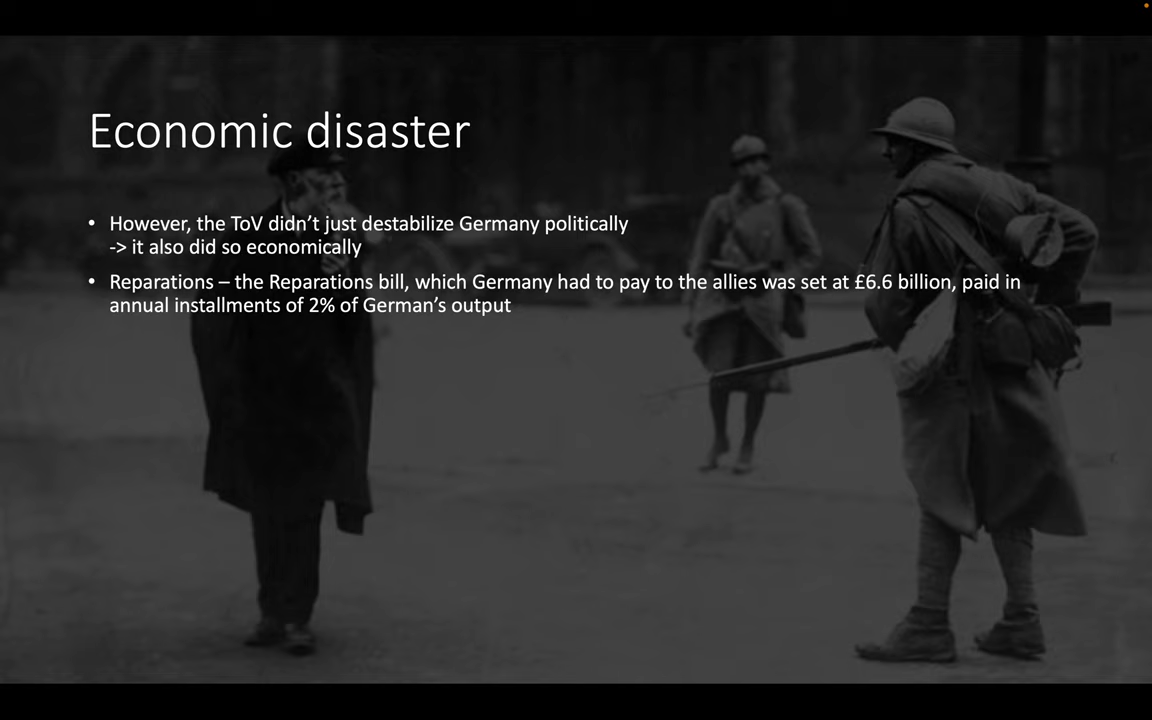 Economic disaster
• However, the ToV didn’t just destabilize Germany politically
-> it also did so economically
• Reparations – the Reparations bill, which Germany had to pay to the allies was set at £6.6 billion, paid in
annual installments of 2% of German’s output